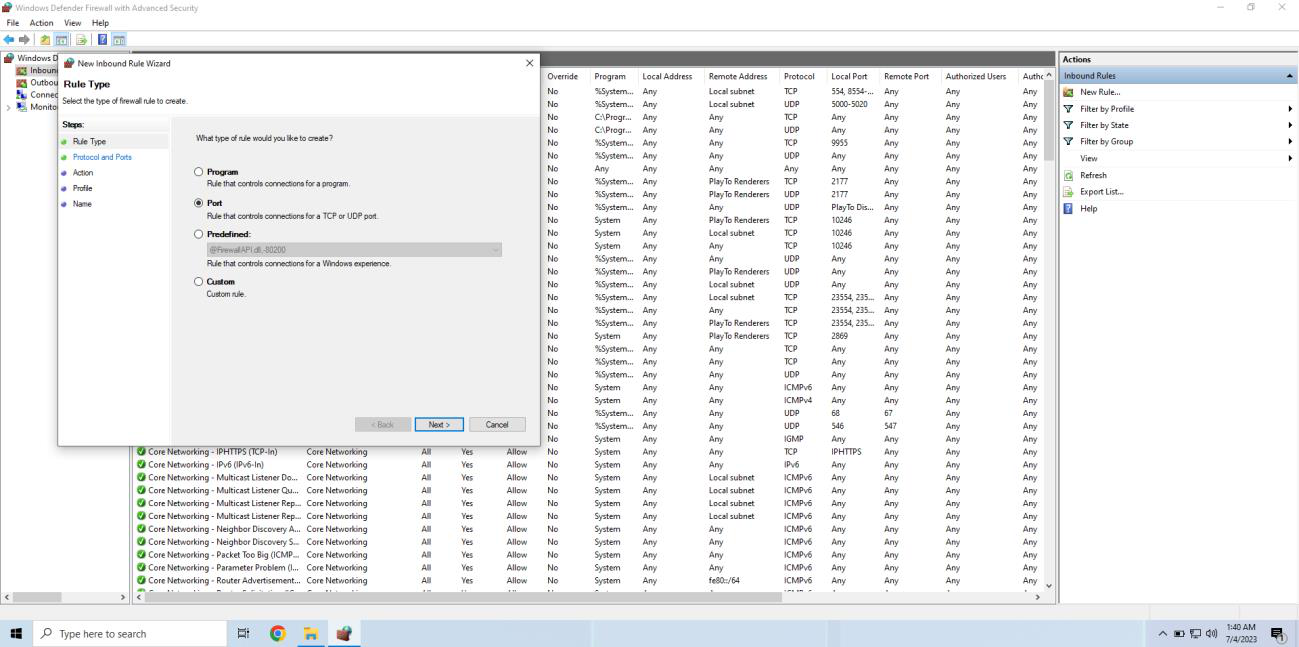 Windows Defender Firewall with Advanced Security
File Action View Help
Windows D
Inboun
Outbou
Connec
Monito
New Inbound Rule Wizard
Rule Type
Select the type of firewall rule to create.
Steps:
Rule Type
Protocol and Ports
Action
Profile
Name
What type of rule would you like to create?
Program
Rule that controls connections for a program.
Port
Rule that controls connections for a TCP or UDP port.
Predefined:
@FirewallAPI.dll,-80200
Rule that controls connections for a Windows experience.
Custom
Custom rule.
< Back Next > Cancel
Override Program Local Address Remote Address Protocol Local Port Remote Port Authorized Users Authc
No %System... Any Local subnet TCP 554, 8554-... Any Any Any
No %System... Any Local subnet UDP 5000-5020 Any Any Any
No C:\Progr... Any Any TCP Any Any Any Any
No C:\Progr... Any Any UDP Any Any Any Any
No %System... Any Any TCP 9955 Any Any Any
No %System... Any Any UDP Any Any Any Any
No Any Any Any Any Any Any Any Any
No %System... Any PlayTo Renderers TCP 2177 Any Any Any
No %System... Any PlayTo Renderers UDP 2177 Any Any Any
No %System... Any Any UDP PlayTo Dis... Any Any Any
No System Any PlayTo Renderers TCP 10246 Any Any Any
No System Any Local subnet TCP 10246 Any Any Any
No System Any Any TCP 10246 Any Any Any
No %System... Any Any UDP Any Any Any Any
No %System... Any PlayTo Renderers UDP Any Any Any Any
No %System... Any Local subnet UDP Any Any Any Any
No %System... Any Local subnet TCP 23554, 235... Any Any Any
No %System... Any Any TCP 23554, 235... Any Any Any
No %System... Any PlayTo Renderers TCP 23554, 235... Any Any Any
No System Any PlayTo Renderers TCP 2869 Any Any Any
No %System... Any Any TCP Any Any Any Any
No %System... Any Any TCP Any Any Any Any
No %System... Any Any UDP Any Any Any Any
No System Any Any ICMPv6 Any Any Any Any
No System Any Any ICMPv4 Any Any Any Any
No %System... Any Any UDP 68 67 Any Any
No %System... Any Any UDP 546 547 Any Any
No System Any Any IGMP Any Any Any Any
Core Networking - IPHTTPS (TCP-In) Core Networking All Yes Allow No System Any Any TCP IPHTTPS Any Any Any
Core Networking - IPv6 (IPv6-In) Core Networking All Yes Allow No System Any Any IPv6 Any Any Any Any
Core Networking - Multicast Listener Do... Core Networking All Yes Allow No System Any Local subnet ICMPv6 Any Any Any Any
Core Networking - Multicast Listener Qu... Core Networking All Yes Allow No System Any Local subnet ICMPv6 Any Any Any Any
Core Networking - Multicast Listener Rep... Core Networking All Yes Allow No System Any Local subnet ICMPv6 Any Any Any Any
Core Networking - Multicast Listener Rep... Core Networking All Yes Allow No System Any Local subnet ICMPv6 Any Any Any Any
Core Networking - Neighbor Discovery A... Core Networking All Yes Allow No System Any Any ICMPv6 Any Any Any Any
Core Networking - Neighbor Discovery S... Core Networking All Yes Allow No System Any Any ICMPv6 Any Any Any Any
Core Networking - Packet Too Big (ICMP... Core Networking All Yes Allow No System Any Any ICMPv6 Any Any Any Any
Core Networking - Parameter Problem (I... Core Networking All Yes Allow No System Any Any ICMPv6 Any Any Any Any
Core Networking - Router Advertisement... Core Networking All Yes Allow No System Any fe80::/64 ICMPv6 Any Any Any Any
Actions
Inbound Rules
New Rule...
Filter by Profile
Filter by State
Filter by Group
View
Refresh
Export List...
Help
Type here to search
1:40 AM
7/4/2023
1